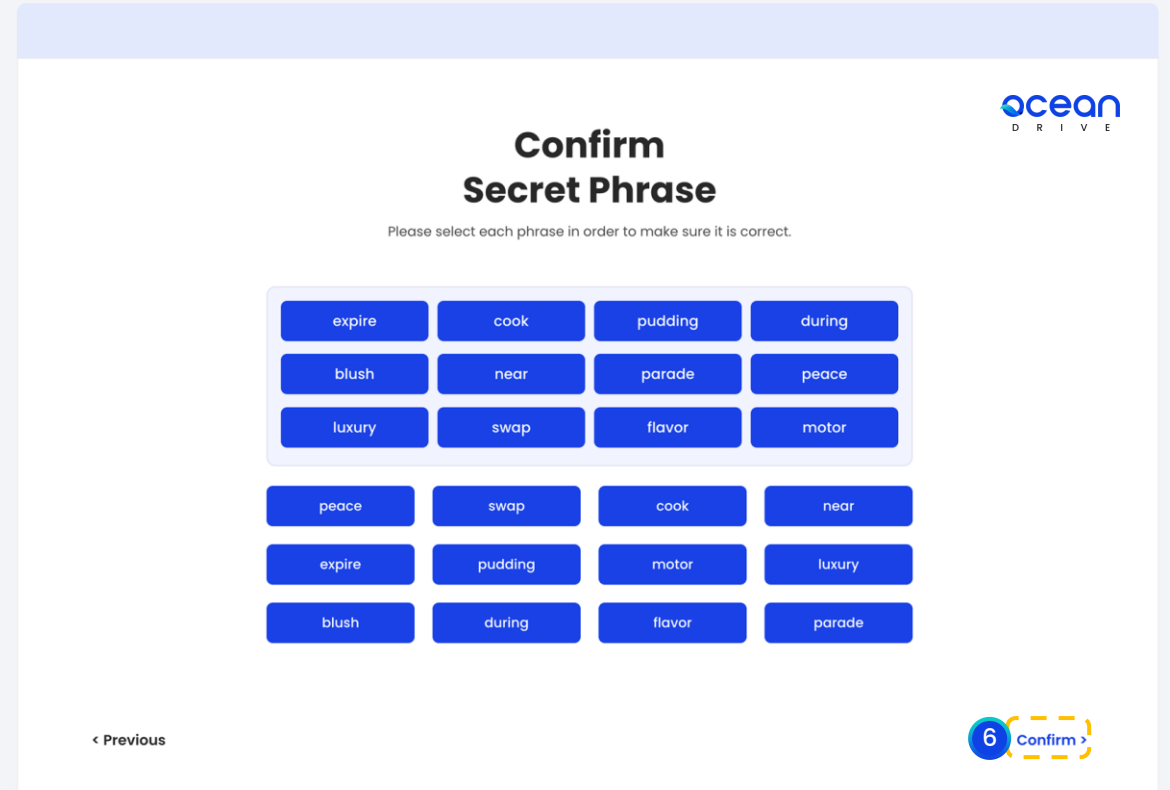 ocean
DRIVE
Confirm
Secret Phrase
Please select each phrase in order to make sure it is correct.
expire cook pudding during
blush near parade peace
luxury swap flavor motor
peace swap cook near
expire pudding motor luxury
blush during flavor parade
< Previous 6 Confirm >